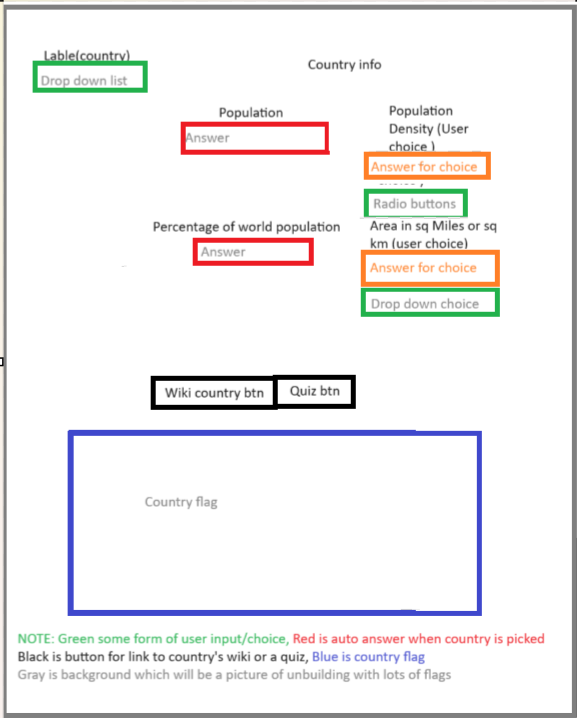 Lable(country)
Drop down list
Country info
Population
Answer
Population
Density (User
choice )
Answer for choice
Radio buttons
Percentage of world population
Answer
Area in sq Miles or sq
km (user choice)
Answer for choice
Drop down choice
Wiki country btn
Quiz btn
Country flag
NOTE: Green some form of user input/choice, Red is auto answer when country is picked
Black is button for link to country's wiki or a quiz, Blue is country flag
Gray is background which will be a picture of unbuilding with lots of flags